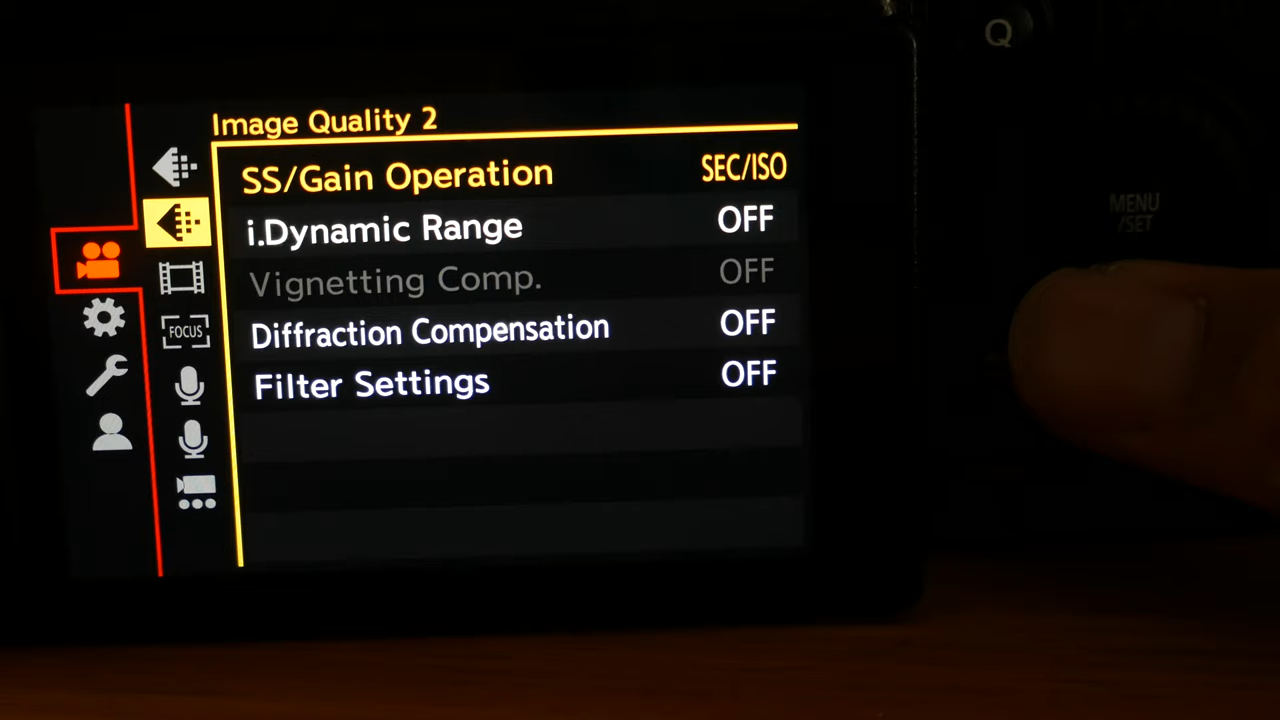 Q
Image Quality 2
SS/Gain Operation SEC/ISO
i.Dynamic Range OFF
Vignetting Comp. OFF
Diffraction Compensation OFF
Filter Settings OFF
FOCUS
MENU
/SET